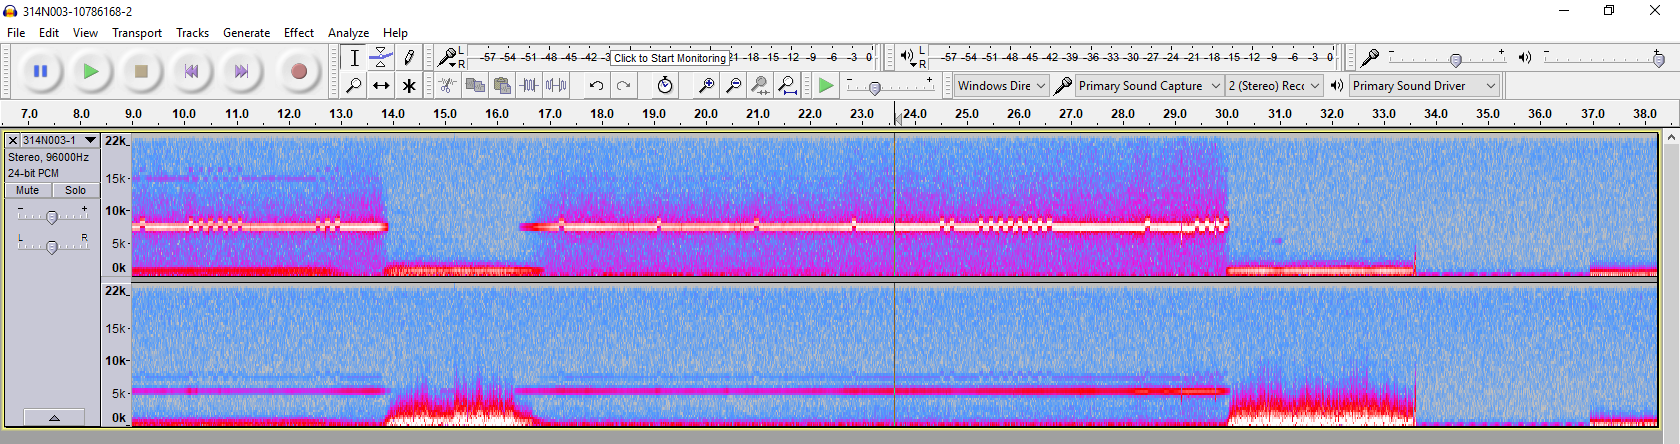 314N003-10786168-2
File Edit View Transport Tracks Generate Effect Analyze Help
L R -57 -54 -51 -48 -45 -42 Click to Start Monitoring -21 -18 -15 -12 -9 -6 -3 0 L R -57 -54 -51 -48 -45 -42 -39 -36 -33 -30 -27 -24 -21 -18 -15 -12 -9 -6 -3 0 - + - +
- + Windows Dire Primary Sound Capture 2 (Stereo) Recc Primary Sound Driver
7.0 8.0 9.0 10.0 11.0 12.0 13.0 14.0 15.0 16.0 17.0 18.0 19.0 20.0 21.0 22.0 23.0 24.0 25.0 26.0 27.0 28.0 29.0 30.0 31.0 32.0 33.0 34.0 35.0 36.0 37.0 38.0
X 314N003-1 22k
Stereo, 96000Hz
24-bit PCM 15k
Mute Solo
- + 10k
L R 5k
0k
22k
15k
10k
5k
0k